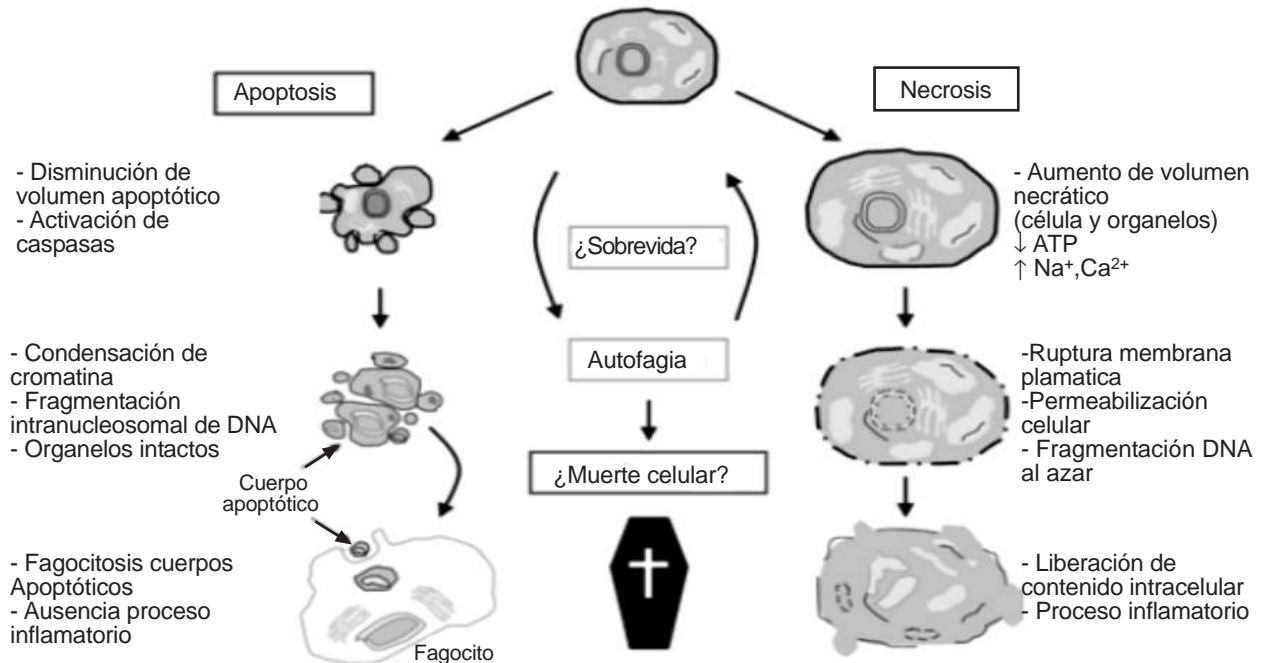 Apoptosis
Necrosis
- Disminución de
volumen apoptótico
- Activación de
caspasas
¿Sobrevida?
- Aumento de volumen
necrático
(célula y organelos)
↓ ATP
↑ Na⁺,Ca²⁺
- Condensación de
cromatina
- Fragmentación
intranucleosomal de DNA
- Organelos intactos
Cuerpo
apoptótico
Autofagia
¿Muerte celular?
-Ruptura membrana
plamatica
-Permeabilización
celular
- Fragmentación DNA
al azar
- Fagocitosis cuerpos
Apoptóticos
- Ausencia proceso
inflamatorio
Fagocito
- Liberación de
contenido intracelular
- Proceso inflamatorio